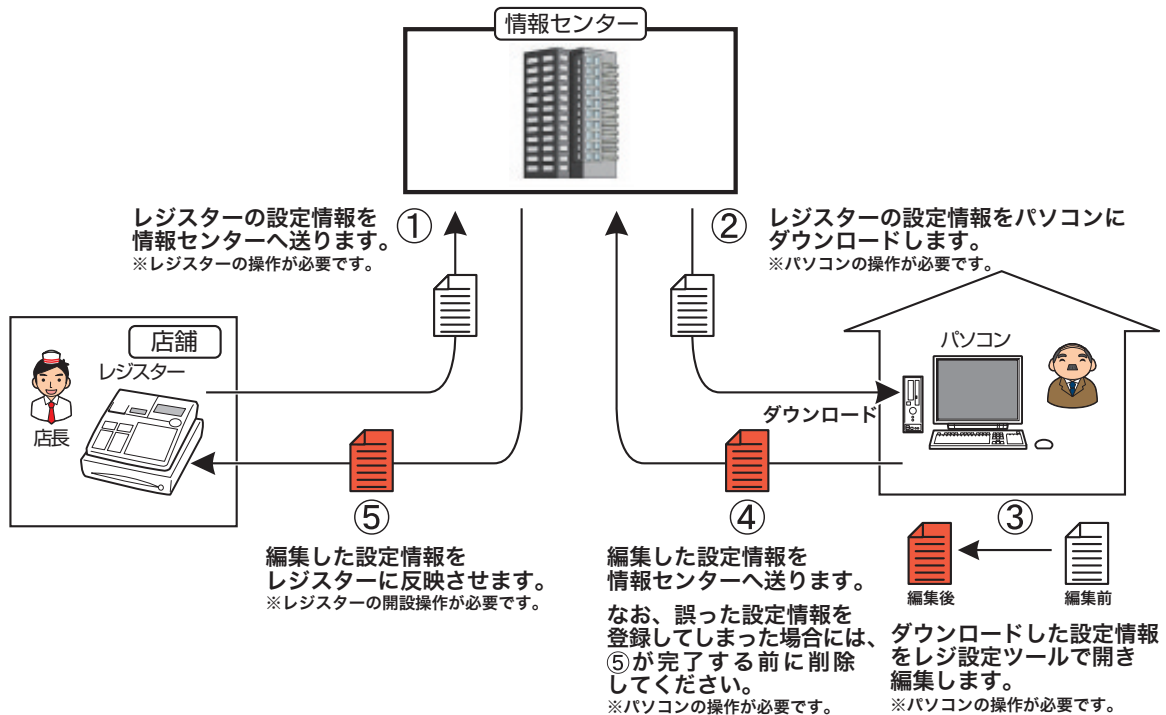 情報センター
レジスターの設定情報を
情報センターへ送ります。
※レジスターの操作が必要です。
①
②
レジスターの設定情報をパソコンに
ダウンロードします。
※パソコンの操作が必要です。
店舗
レジスター
店長
パソコン
ダウンロード
⑤
編集した設定情報を
レジスターに反映させます。
※レジスターの開設操作が必要です。
④
編集した設定情報を
情報センターへ送ります。
なお、誤った設定情報を
登録してしまった場合には、
⑤が完了する前に削除
してください。
※パソコンの操作が必要です。
③
編集後
編集前
ダウンロードした設定情報
をレジ設定ツールで開き
編集します。
※パソコンの操作が必要です。